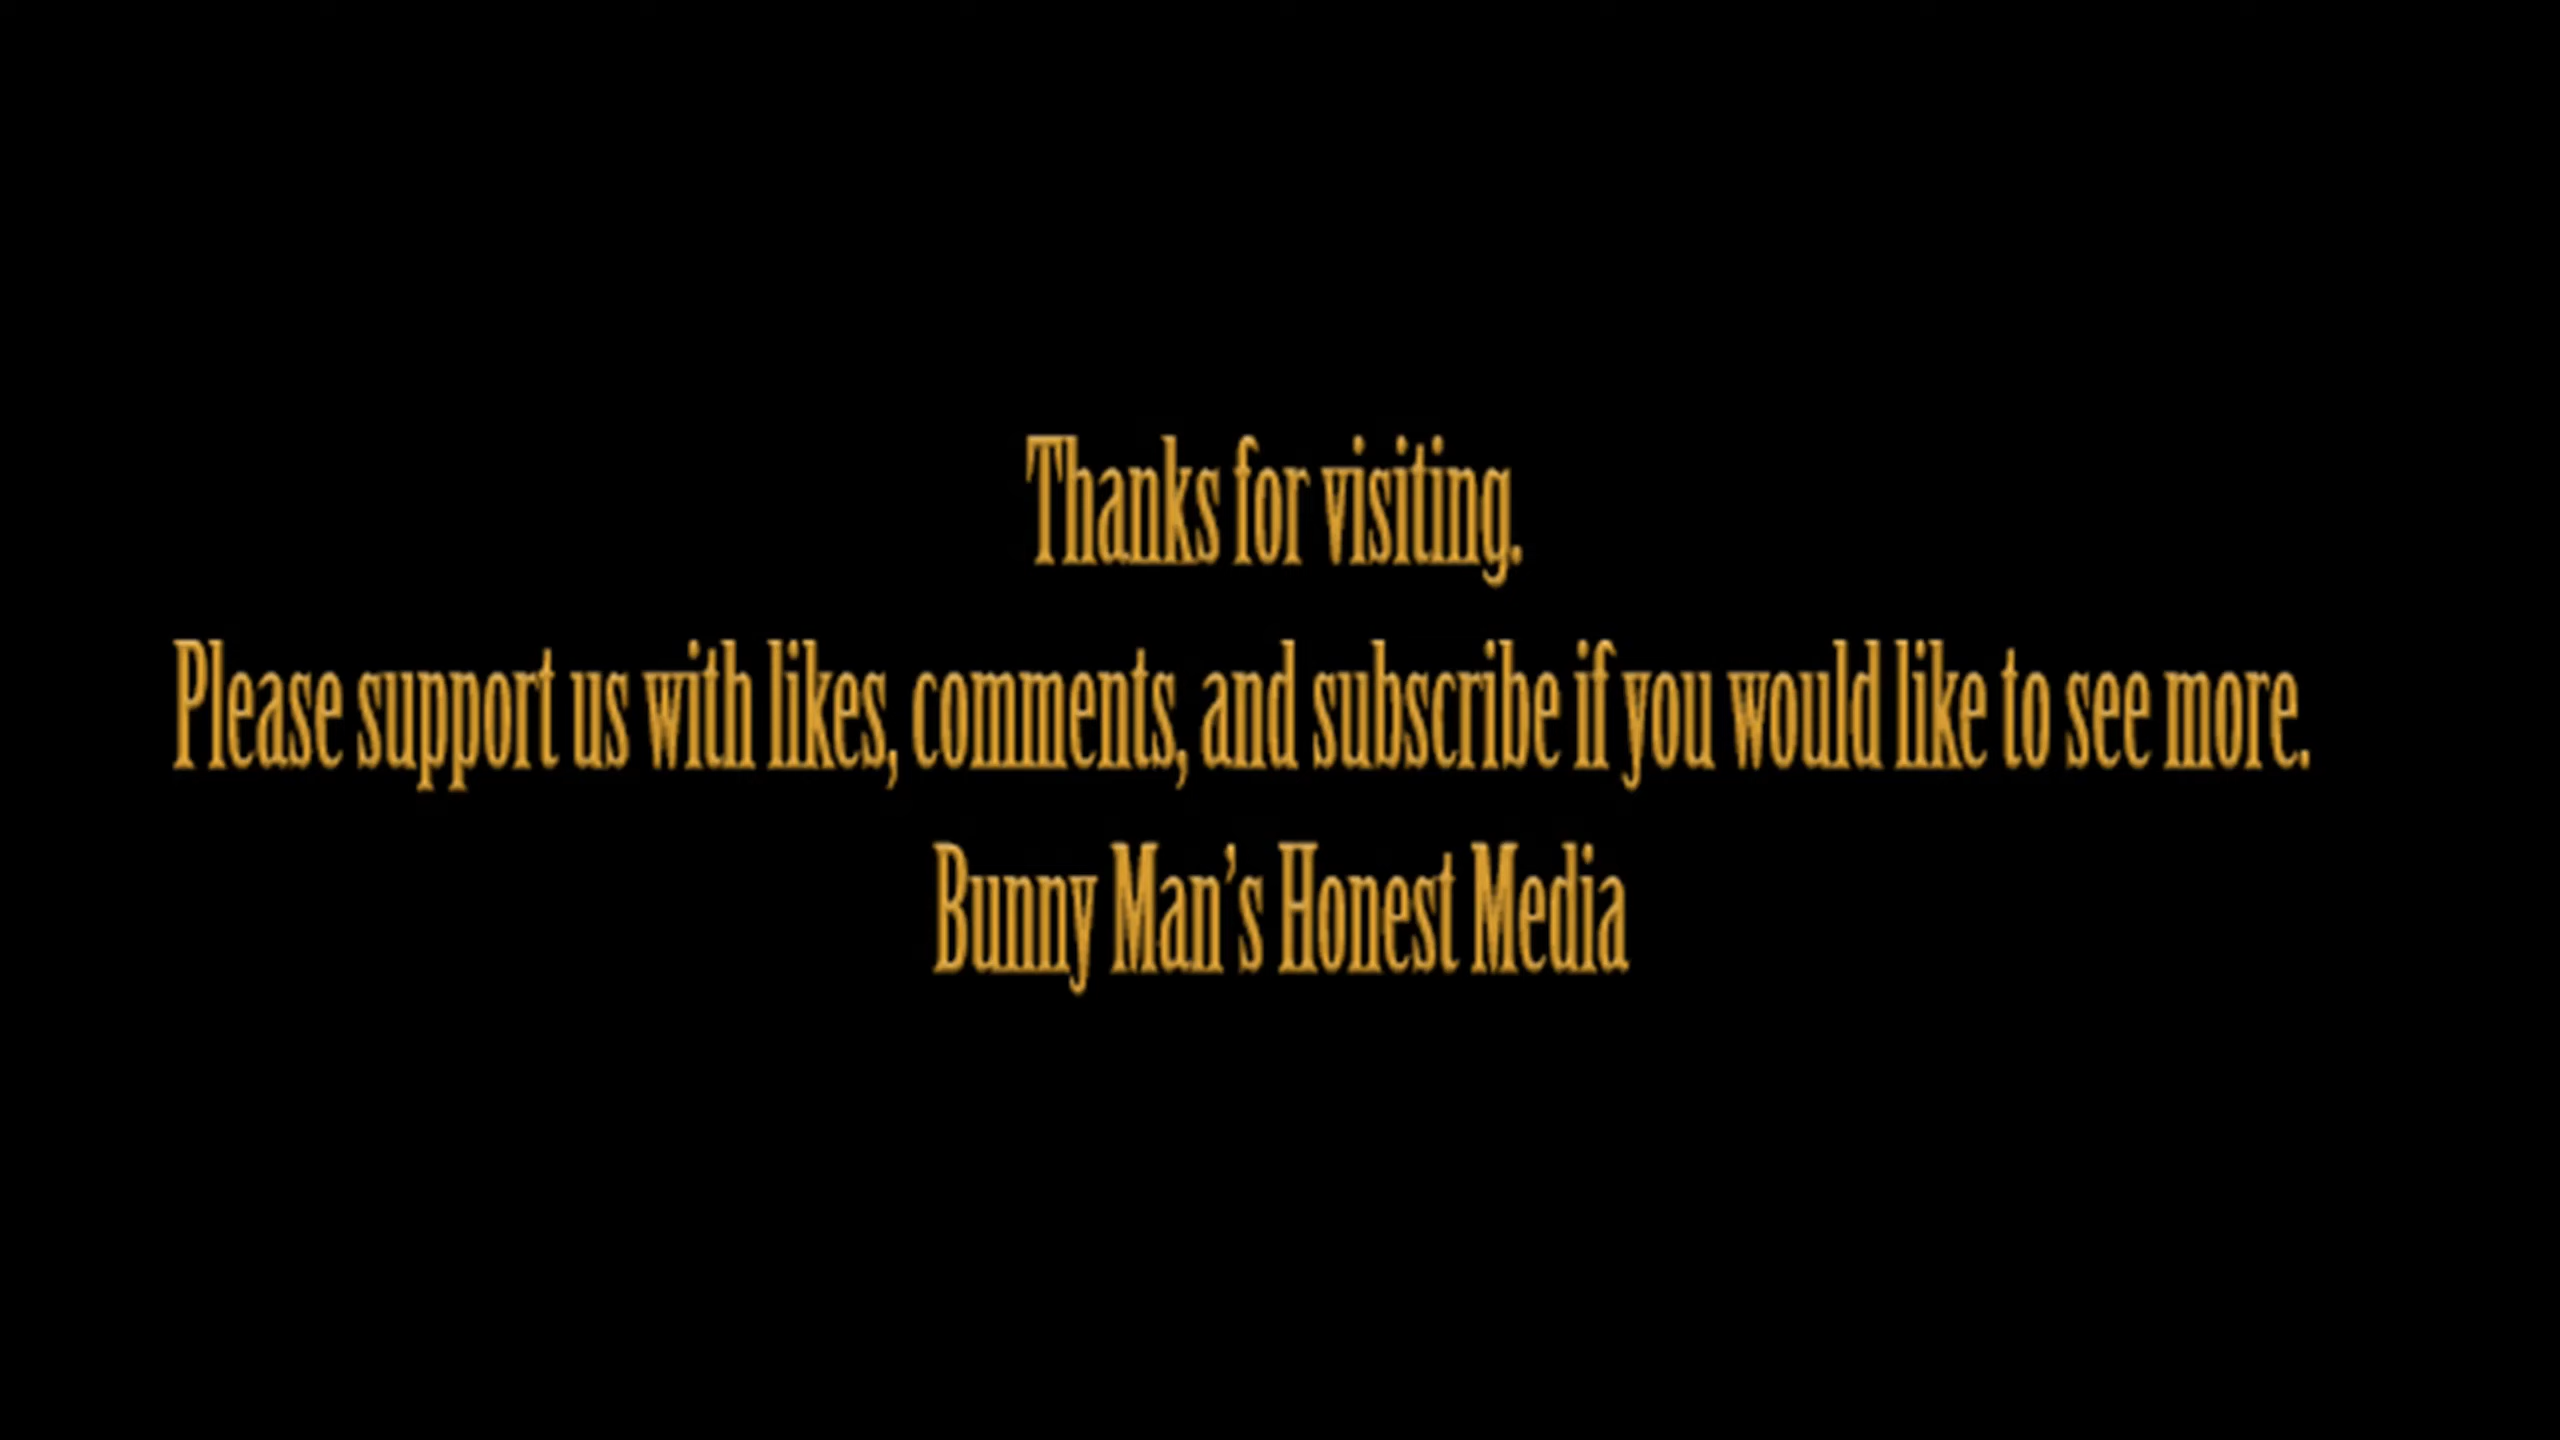 Thanks for visiting.
Please support us with likes, comments, and subscribe if you would like to see more.
Bunny Man’s Honest Media